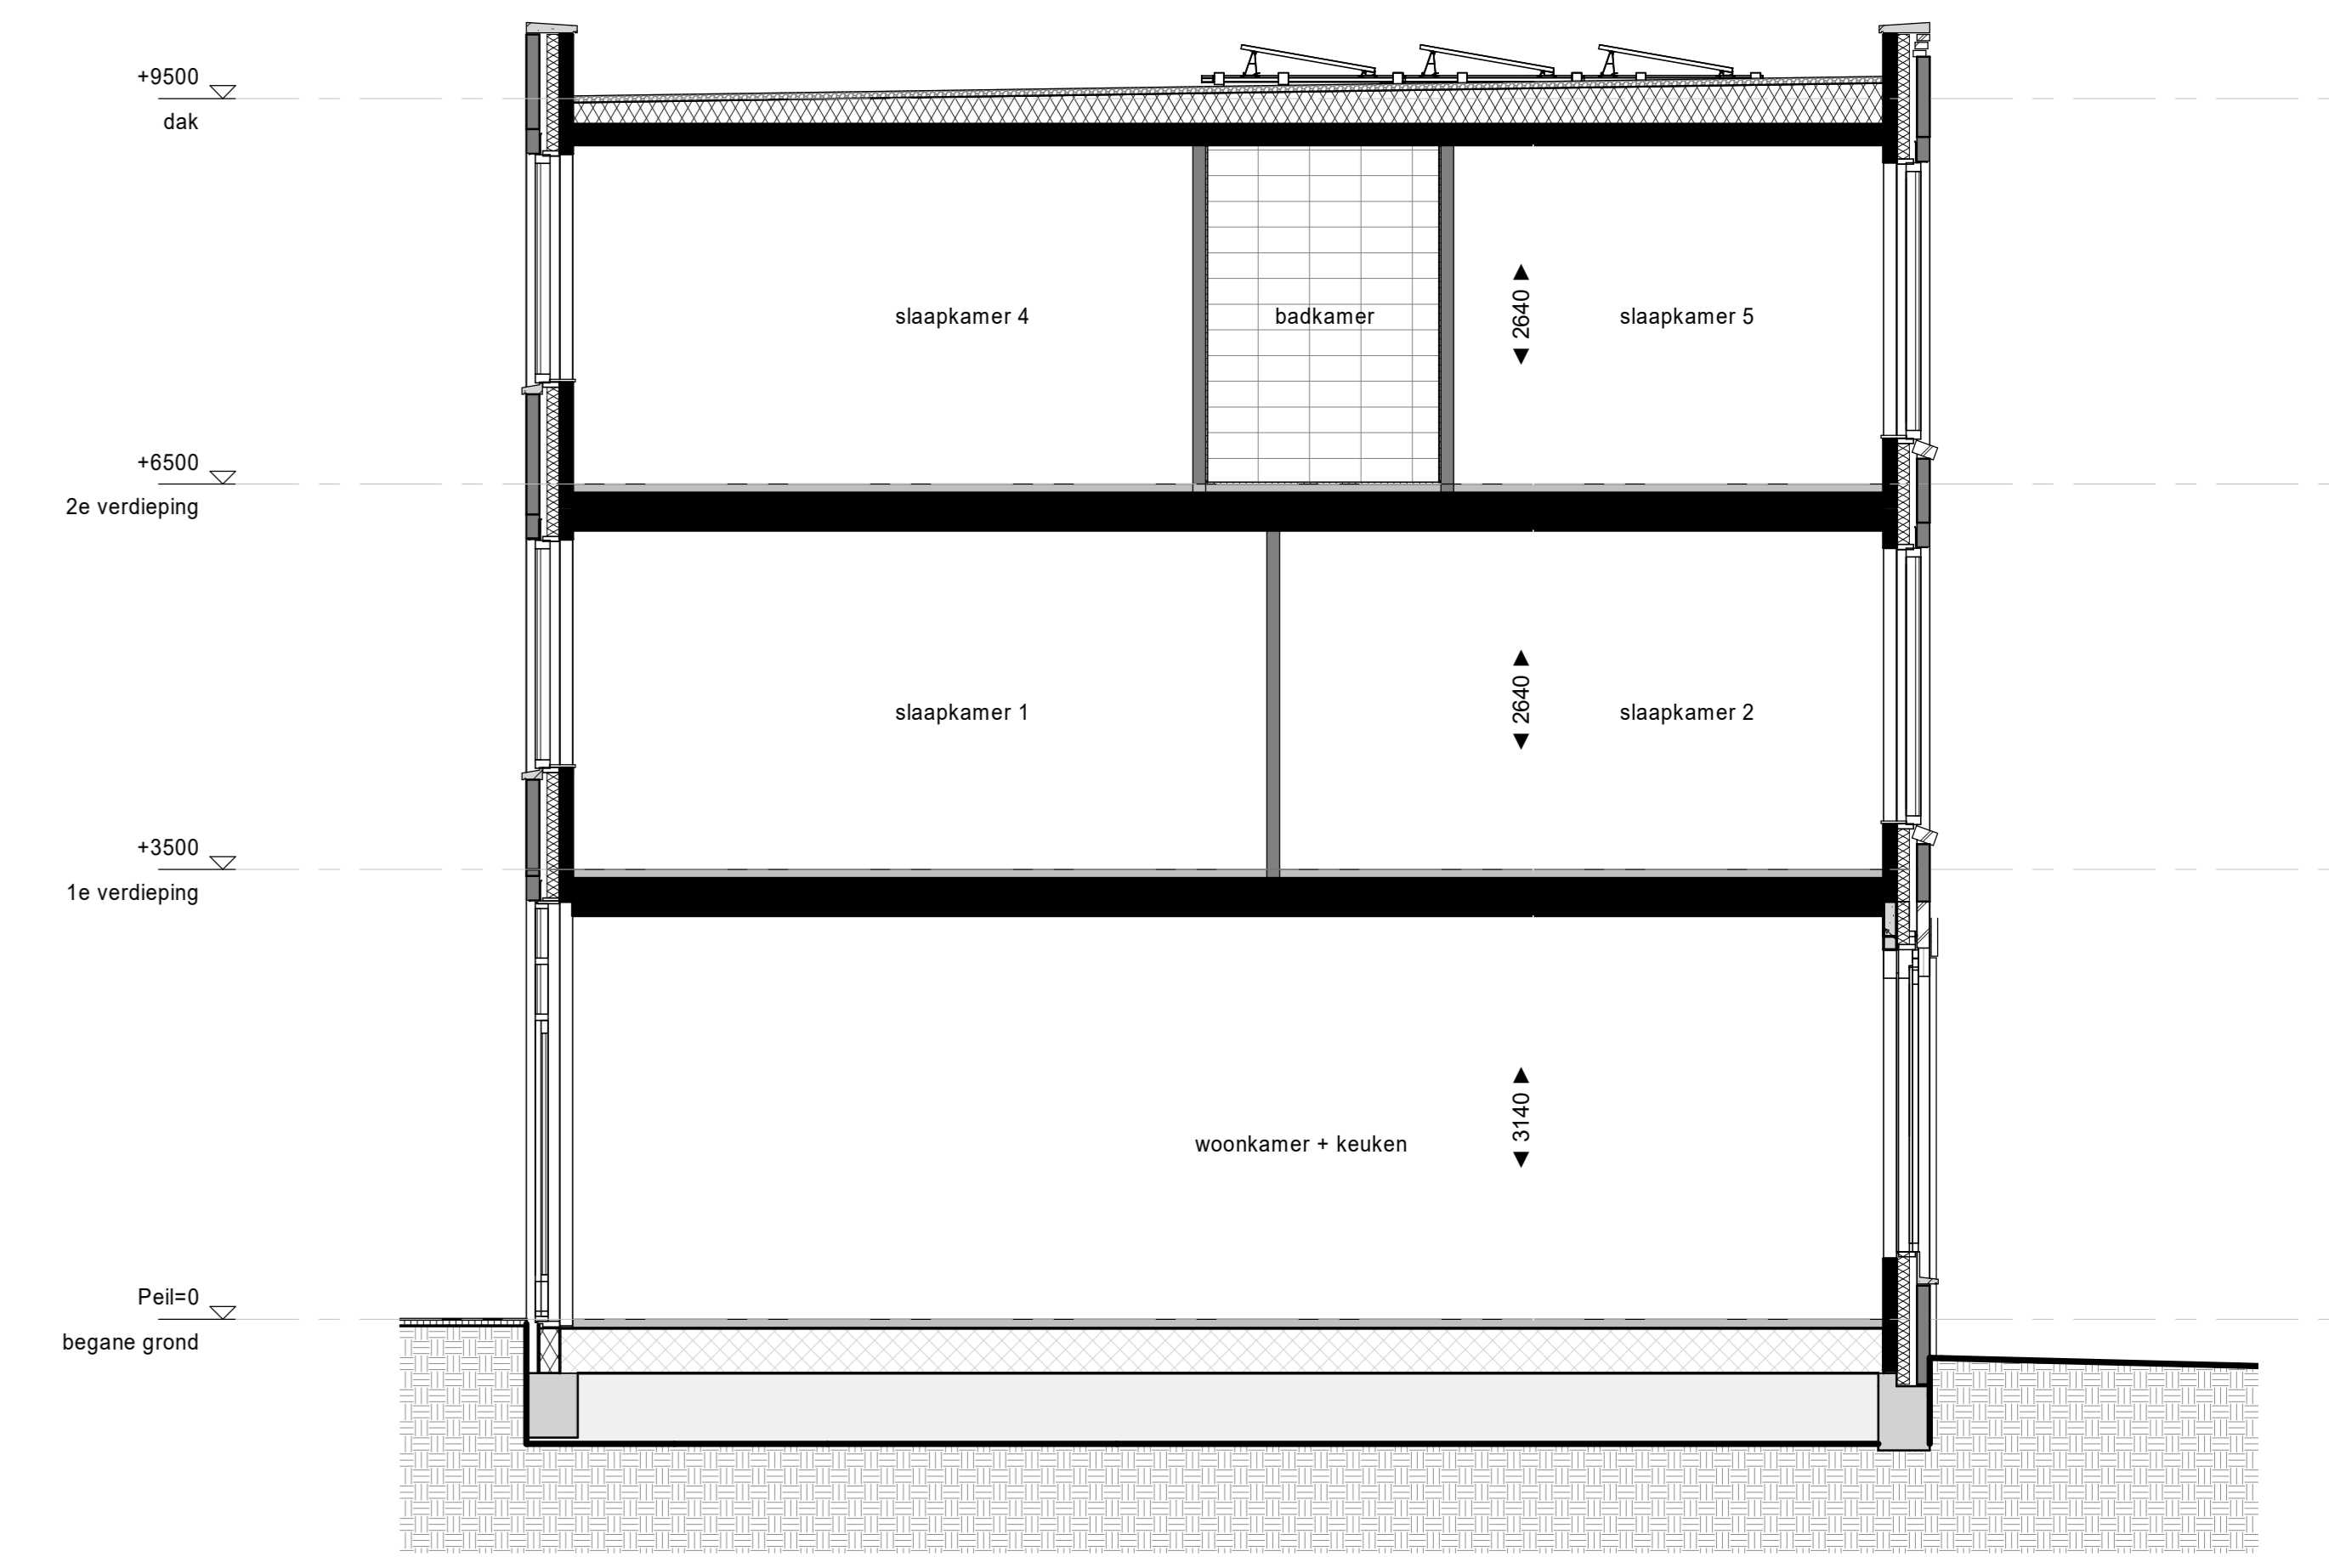 +9500
dak
slaapkamer 4
badkamer
2640
slaapkamer 5
+6500
2e verdieping
slaapkamer 1
2640
slaapkamer 2
+3500
1e verdieping
woonkamer + keuken
3140
Peil=0
begane grond